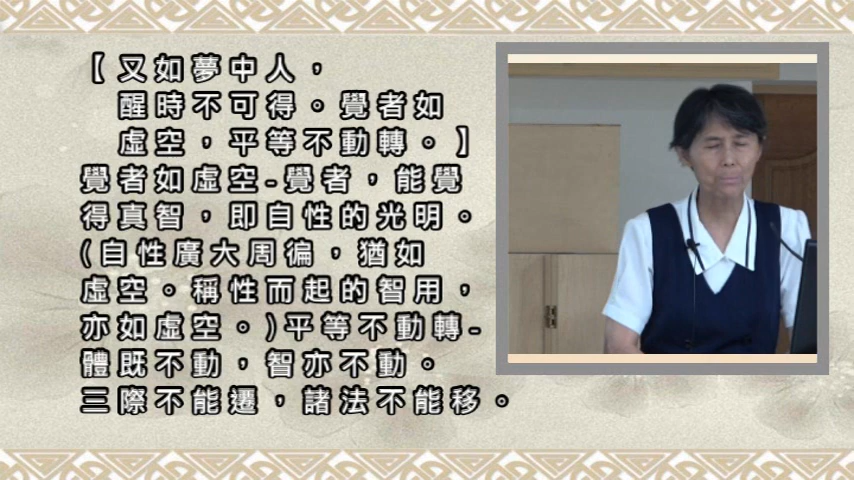 【又如夢中人，
醒時不可得。覺者如
虛空，平等不動轉。】
覺者如虛空-覺者，能覺
得真智，即自性的光明。
(自性廣大周徧，猶如
虛空。稱性而起的智用，
亦如虛空。)平等不動轉-
體既不動，智亦不動。
三際不能遷，諸法不能移。